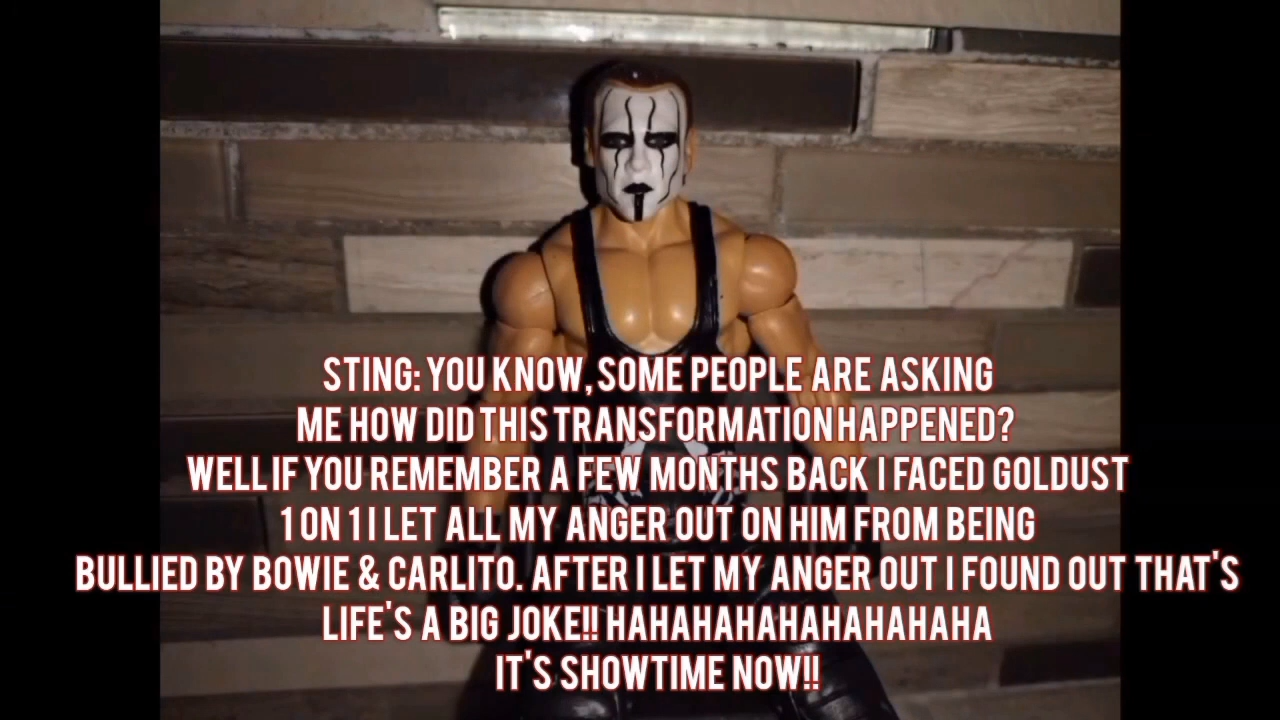 STING: YOU KNOW, SOME PEOPLE ARE ASKING
ME HOW DID THIS TRANSFORMATION HAPPENED?
WELL IF YOU REMEMBER A FEW MONTHS BACK I FACED GOLDUST
1 ON 1 I LET ALL MY ANGER OUT ON HIM FROM BEING
BULLIED BY BOWIE & CARLITO. AFTER I LET MY ANGER OUT I FOUND OUT THAT'S
LIFE'S A BIG JOKE!! HAHAHAHAHAHAHAHAHA
IT'S SHOWTIME NOW!!